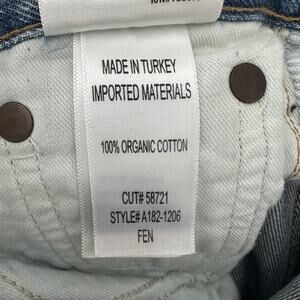 MADE IN TURKEY
IMPORTED MATERIALS
100% ORGANIC COTTON
CUT# 58721
STYLE# A182-1206
FEN